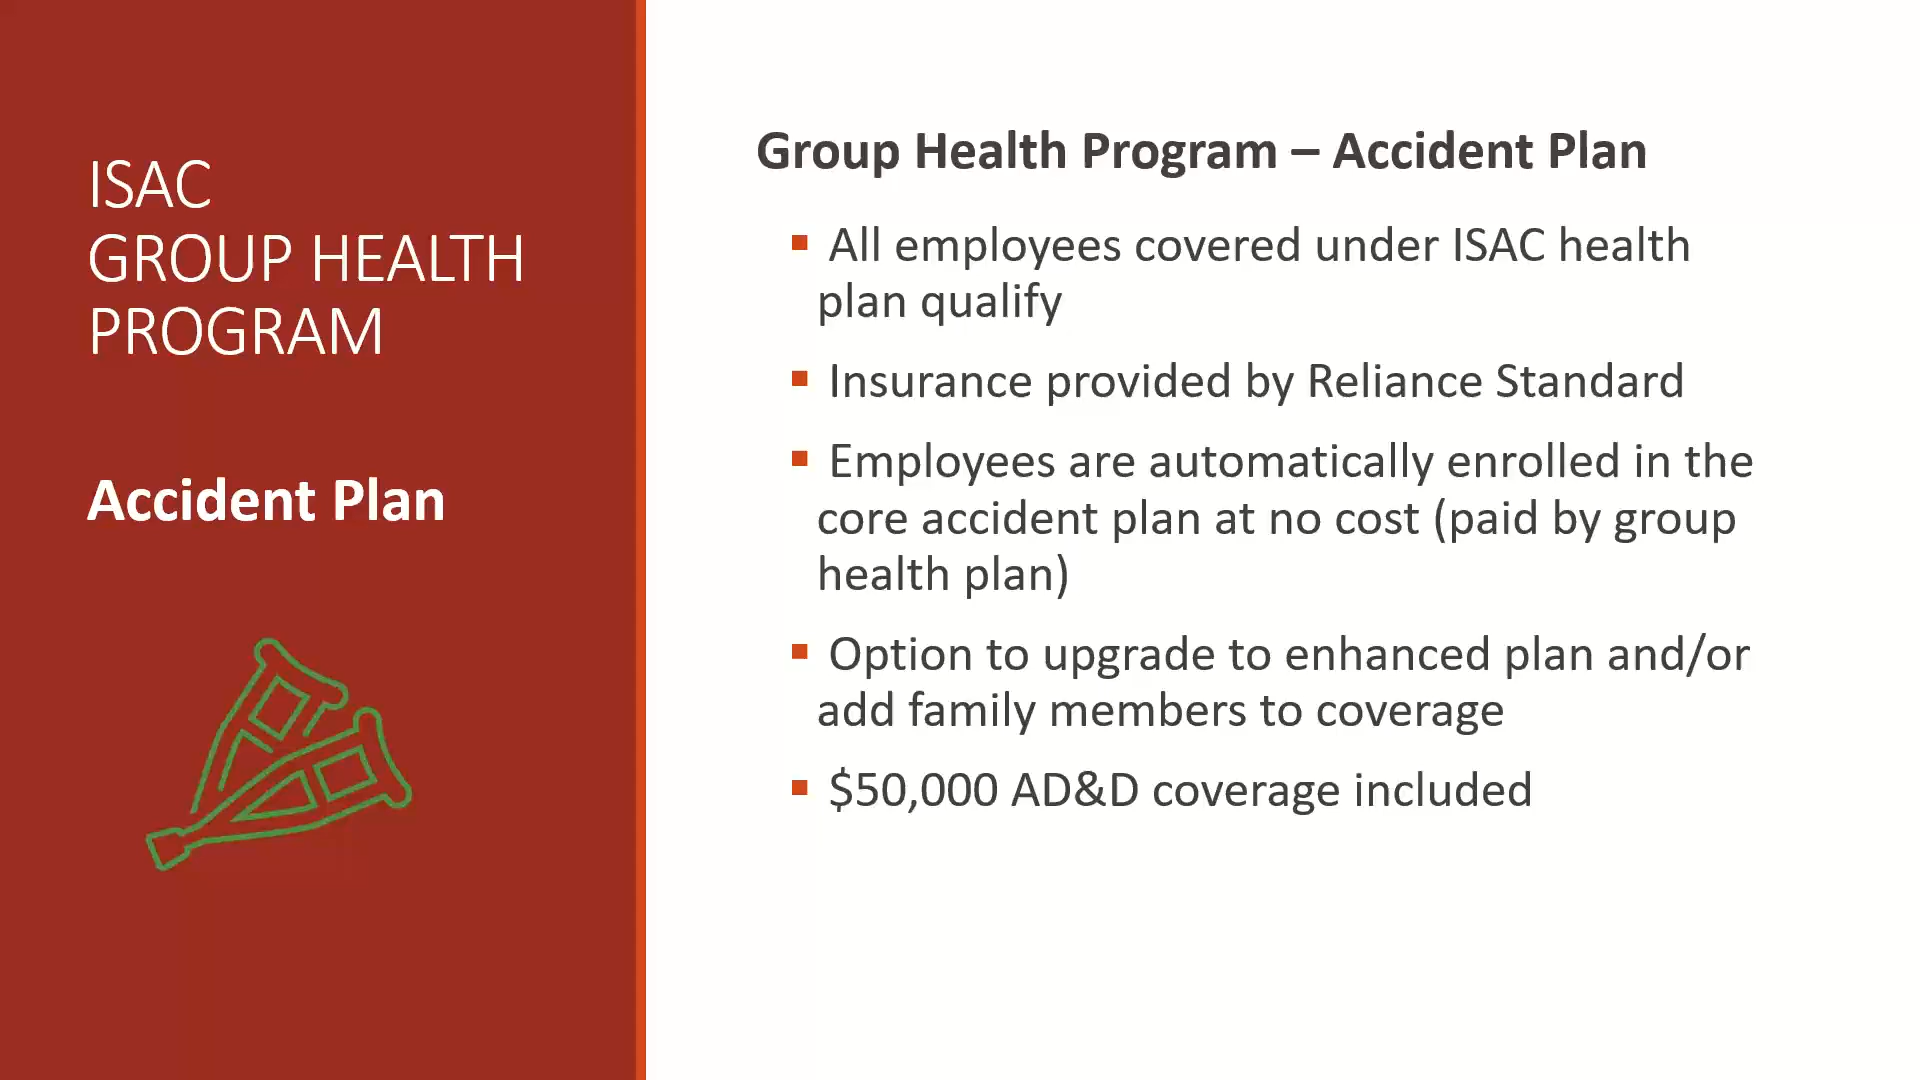 ISAC
GROUP HEALTH
PROGRAM
Accident Plan
Group Health Program – Accident Plan
▪ All employees covered under ISAC health
plan qualify
▪ Insurance provided by Reliance Standard
▪ Employees are automatically enrolled in the
core accident plan at no cost (paid by group
health plan)
▪ Option to upgrade to enhanced plan and/or
add family members to coverage
▪ $50,000 AD&D coverage included